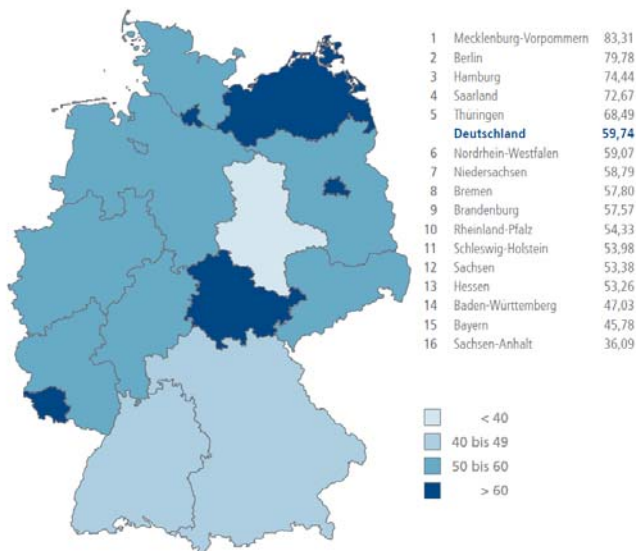 1 Mecklenburg-Vorpommern 83,31
2 Berlin 79,78
3 Hamburg 74,44
4 Saarland 72,67
5 Thüringen 68,49
Deutschland 59,74
6 Nordrhein-Westfalen 59,07
7 Niedersachsen 58,79
8 Bremen 57,80
9 Brandenburg 57,57
10 Rheinland-Pfalz 54,33
11 Schleswig-Holstein 53,98
12 Sachsen 53,38
13 Hessen 53,26
14 Baden-Württemberg 47,03
15 Bayern 45,78
16 Sachsen-Anhalt 36,09
< 40
40 bis 49
50 bis 60
> 60